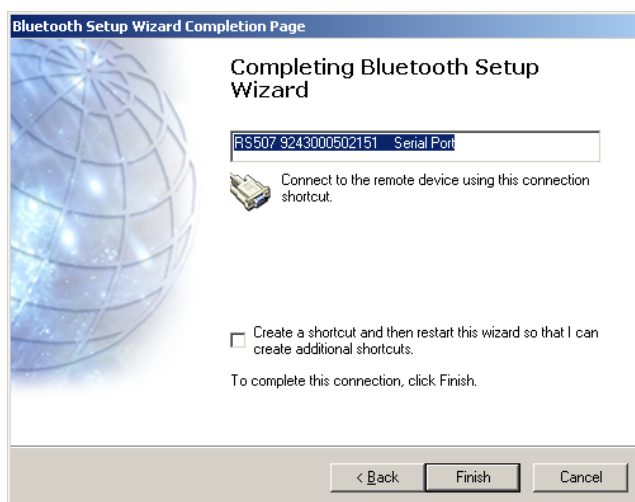 Bluetooth Setup Wizard Completion Page
Completing Bluetooth Setup
Wizard
RS507 9243000502151    Serial Port
Connect to the remote device using this connection
shortcut.
Create a shortcut and then restart this wizard so that I can
create additional shortcuts.
To complete this connection, click Finish.
< Back    Finish    Cancel